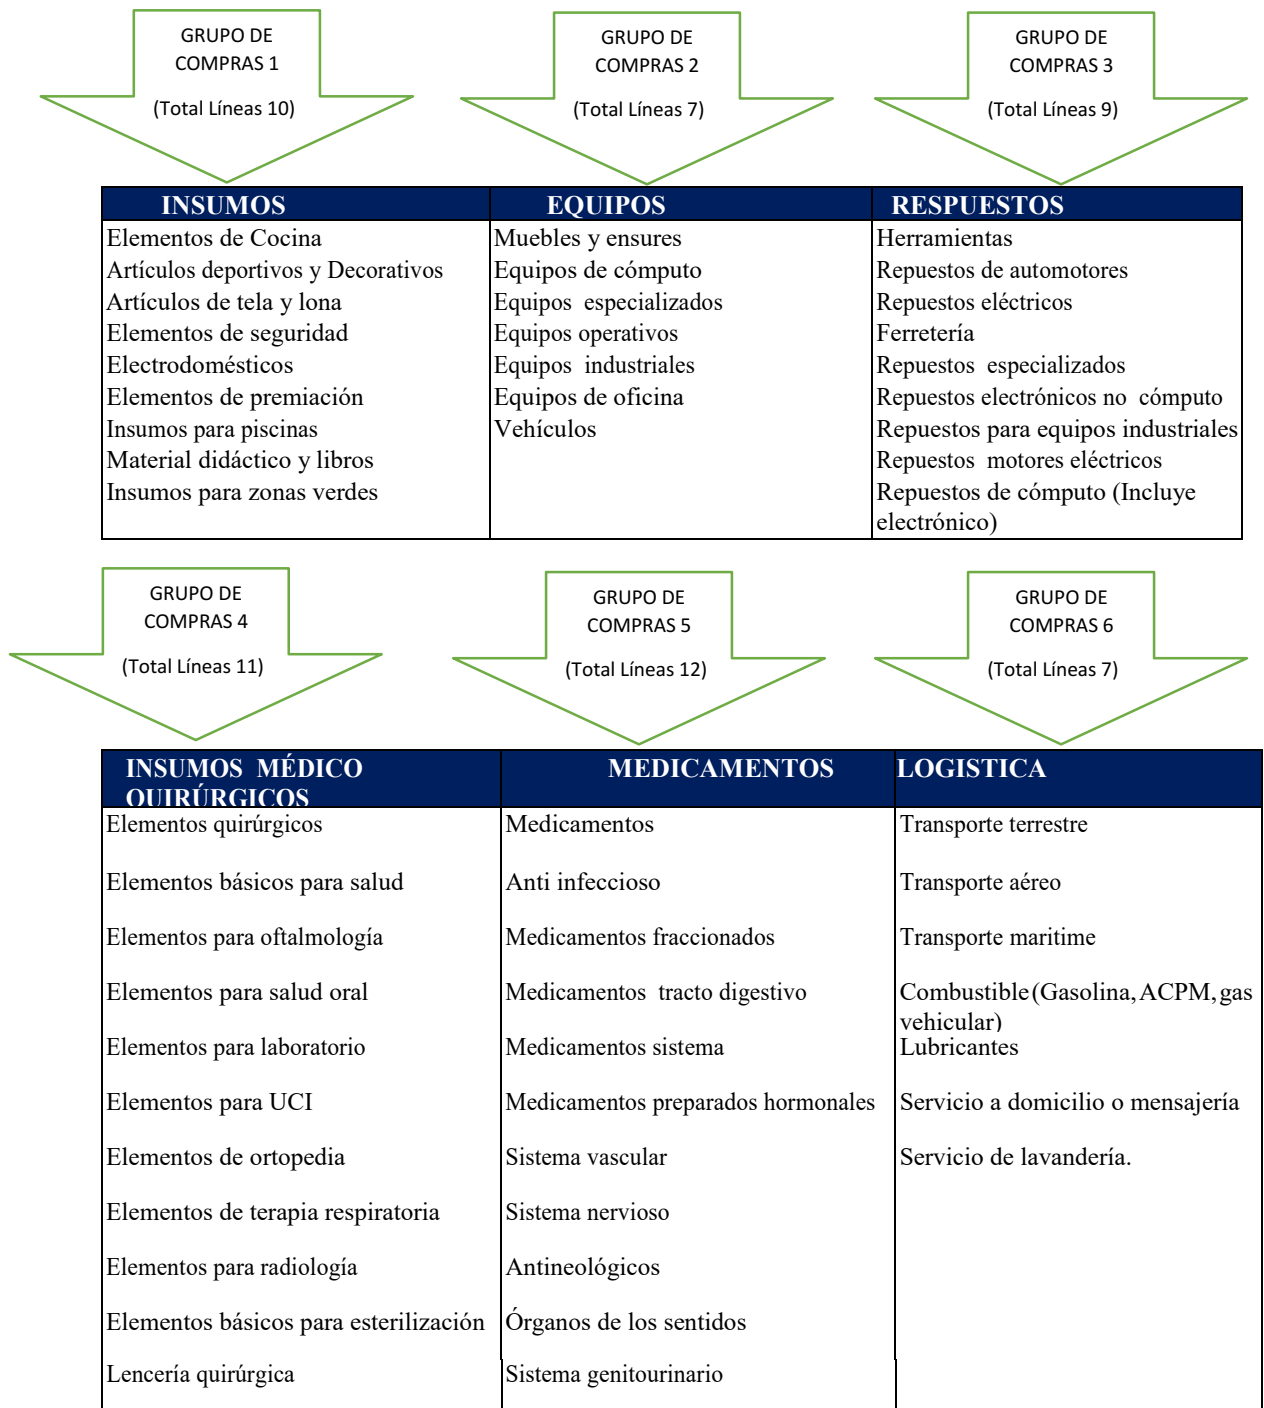 GRUPO DE
COMPRAS 1
(Total Líneas 10)
GRUPO DE
COMPRAS 2
(Total Líneas 7)
GRUPO DE
COMPRAS 3
(Total Líneas 9)
INSUMOS
Elementos de Cocina
Artículos deportivos y Decorativos
Artículos de tela y lona
Elementos de seguridad
Electrodomésticos
Elementos de premiación
Insumos para piscinas
Material didáctico y libros
Insumos para zonas verdes
EQUIPOS
Muebles y ensures
Equipos de cómputo
Equipos especializados
Equipos operativos
Equipos industriales
Equipos de oficina
Vehículos
RESPUESTOS
Herramientas
Repuestos de automotores
Repuestos eléctricos
Ferretería
Repuestos especializados
Repuestos electrónicos no cómputo
Repuestos para equipos industriales
Repuestos motores eléctricos
Repuestos de cómputo (Incluye
electrónico)
GRUPO DE
COMPRAS 4
(Total Líneas 11)
GRUPO DE
COMPRAS 5
(Total Líneas 12)
GRUPO DE
COMPRAS 6
(Total Líneas 7)
INSUMOS MÉDICO
QUIRÚRGICOS
Elementos quirúrgicos
Elementos básicos para salud
Elementos para oftalmología
Elementos para salud oral
Elementos para laboratorio
Elementos para UCI
Elementos de ortopedia
Elementos de terapia respiratoria
Elementos para radiología
Elementos básicos para esterilización
Lencería quirúrgica
MEDICAMENTOS
Medicamentos
Anti infeccioso
Medicamentos fraccionados
Medicamentos tracto digestivo
Medicamentos sistema
Medicamentos preparados hormonales
Sistema vascular
Sistema nervioso
Antineológicos
Órganos de los sentidos
Sistema genitourinario
LOGISTICA
Transporte terrestre
Transporte aéreo
Transporte maritime
Combustible (Gasolina, ACPM, gas
vehicular)
Lubricantes
Servicio a domicilio o mensajería
Servicio de lavandería.